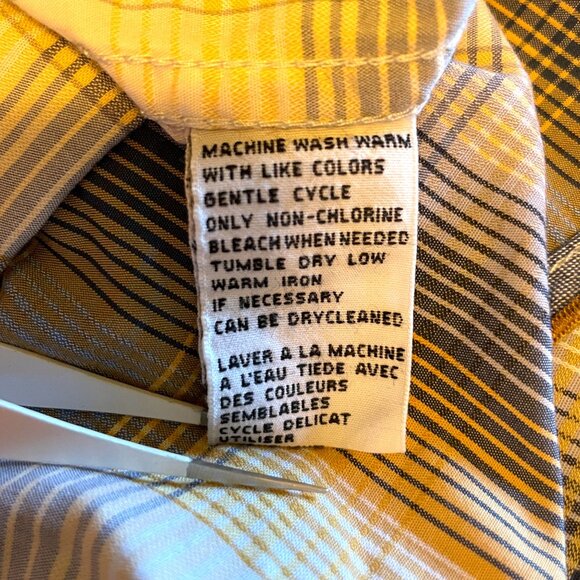 MACHINE WASH WARM
WITH LIKE COLORS
GENTLE CYCLE
ONLY NON-CHLORINE
BLEACH WHEN NEEDED
TUMBLE DRY LOW
WARM IRON
IF NECESSARY
CAN BE DRYCLEANED
LAVER A LA MACHINE
A L'EAU TIEDE AVEC
DES COULEURS
SEMBLABLES
CYCLE DELICAT
UTILISER